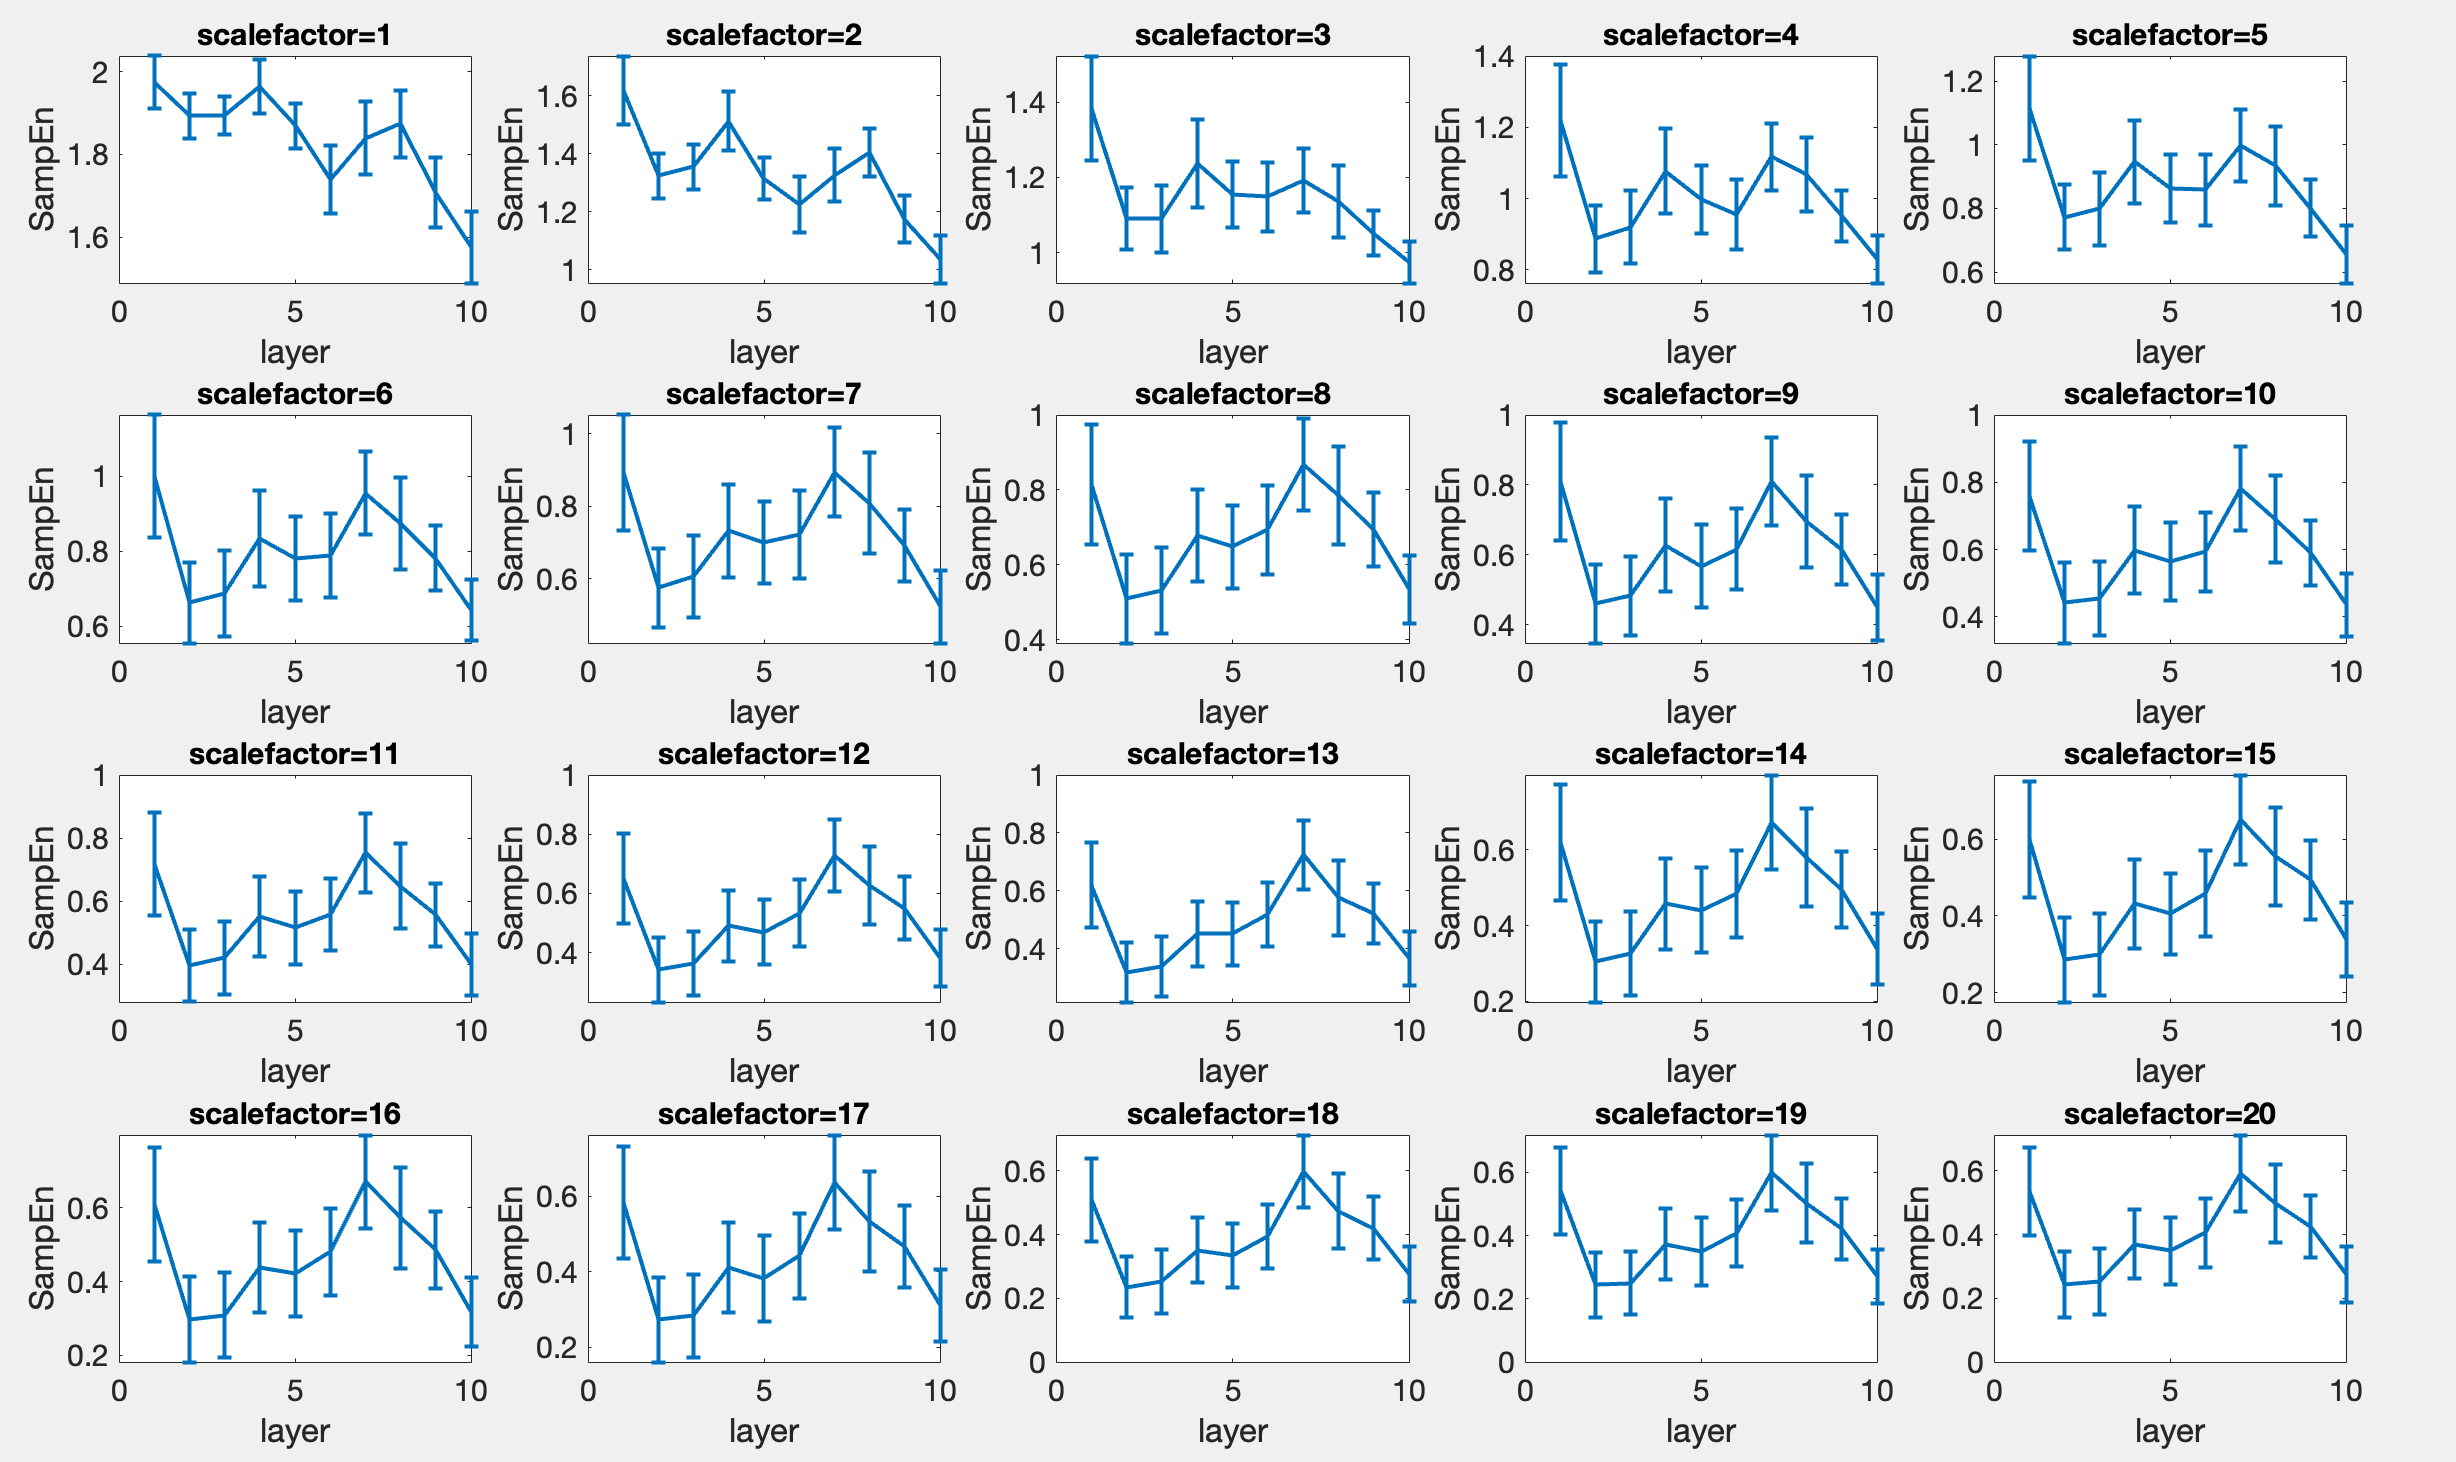 scalefactor=1
SampEn
2
1.8
1.6
0 5 10
layer
scalefactor=2
SampEn
1.6
1.4
1.2
1
0 5 10
layer
scalefactor=3
SampEn
1.4
1.2
1
0 5 10
layer
scalefactor=4
SampEn
1.4
1.2
1
0.8
0 5 10
layer
scalefactor=5
SampEn
1.2
1
0.8
0.6
0 5 10
layer
scalefactor=6
SampEn
1
0.8
0.6
0 5 10
layer
scalefactor=7
SampEn
1
0.8
0.6
0 5 10
layer
scalefactor=8
SampEn
1
0.8
0.6
0.4
0 5 10
layer
scalefactor=9
SampEn
1
0.8
0.6
0.4
0 5 10
layer
scalefactor=10
SampEn
1
0.8
0.6
0.4
0 5 10
layer
scalefactor=11
SampEn
1
0.8
0.6
0.4
0 5 10
layer
scalefactor=12
SampEn
1
0.8
0.6
0.4
0 5 10
layer
scalefactor=13
SampEn
1
0.8
0.6
0.4
0 5 10
layer
scalefactor=14
SampEn
0.6
0.4
0.2
0 5 10
layer
scalefactor=15
SampEn
0.6
0.4
0.2
0 5 10
layer
scalefactor=16
SampEn
0.6
0.4
0.2
0 5 10
layer
scalefactor=17
SampEn
0.6
0.4
0.2
0 5 10
layer
scalefactor=18
SampEn
0.6
0.4
0.2
0
0 5 10
layer
scalefactor=19
SampEn
0.6
0.4
0.2
0
0 5 10
layer
scalefactor=20
SampEn
0.6
0.4
0.2
0
0 5 10
layer